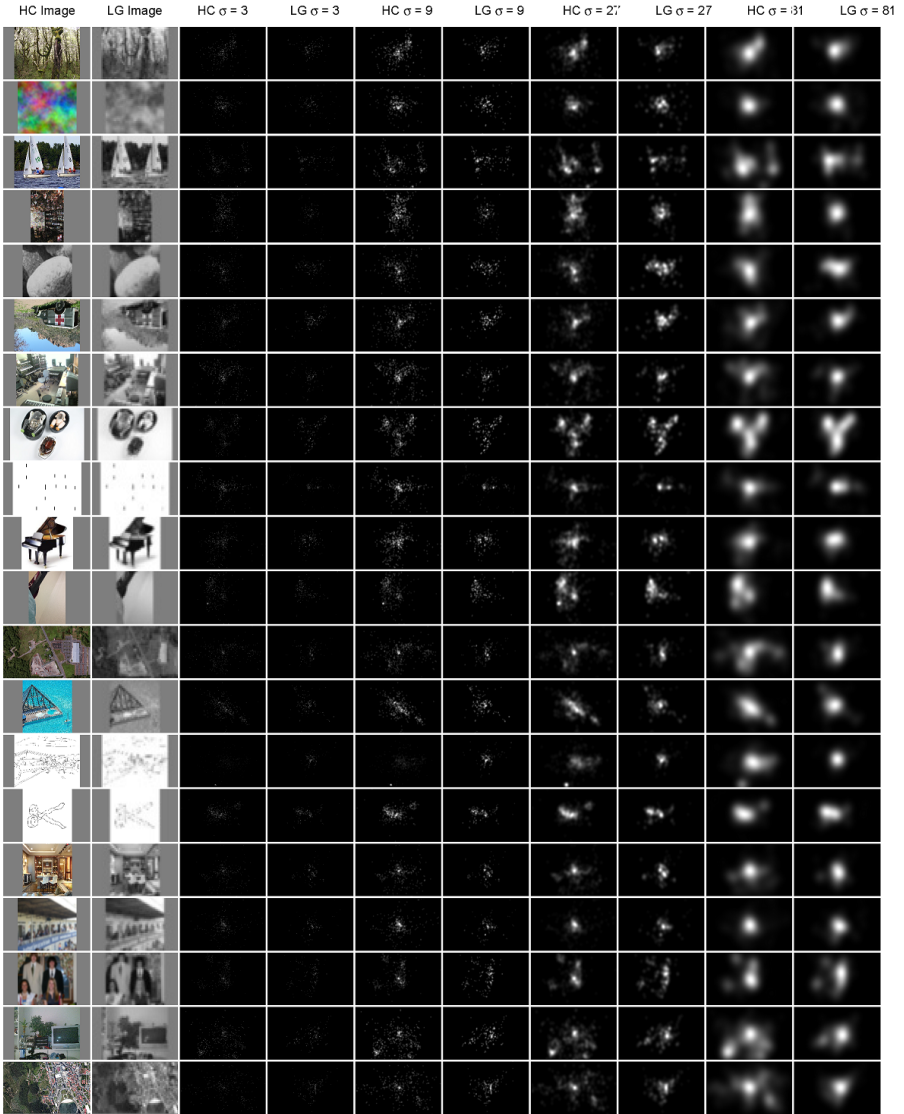 HC Image LG Image HC σ = 3 LG σ = 3 HC σ = 9 LG σ = 9 HC σ = 27 LG σ = 27 HC σ = 81 LG σ = 81